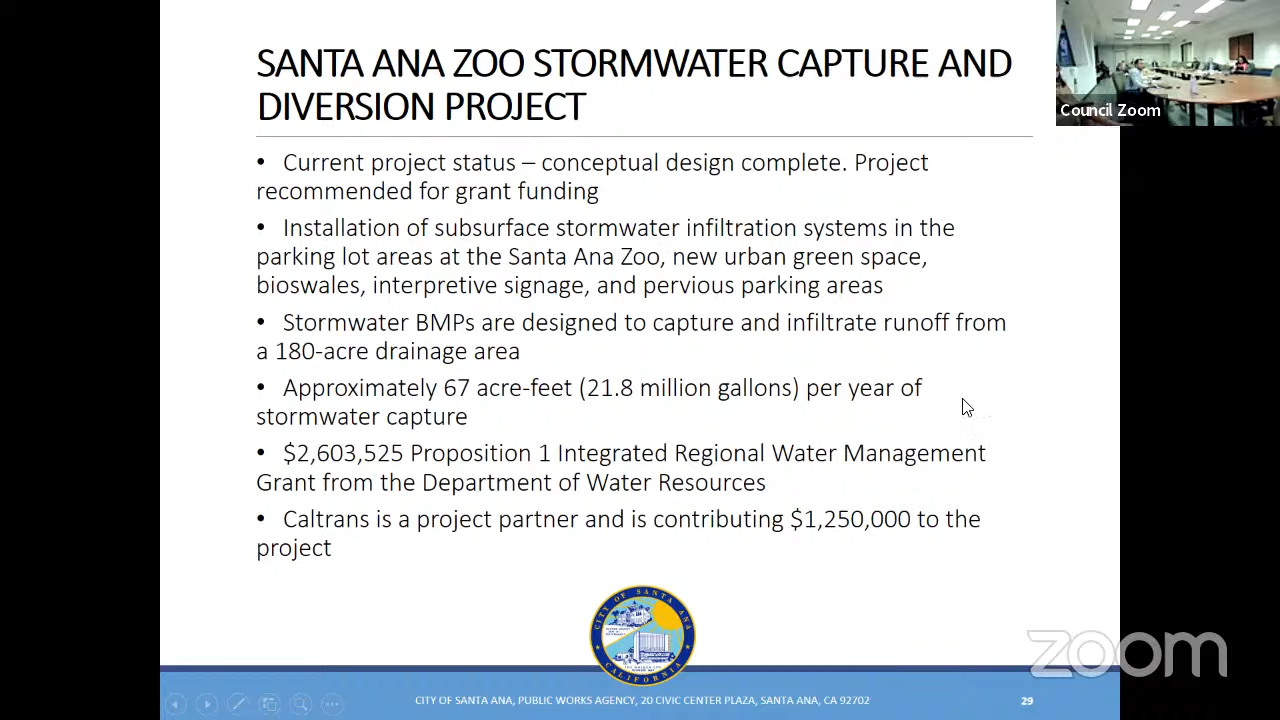 SANTA ANA ZOO STORMWATER CAPTURE AND
DIVERSION PROJECT
Council Zoom
• Current project status – conceptual design complete. Project
recommended for grant funding
• Installation of subsurface stormwater infiltration systems in the
parking lot areas at the Santa Ana Zoo, new urban green space,
bioswales, interpretive signage, and pervious parking areas
• Stormwater BMPs are designed to capture and infiltrate runoff from
a 180-acre drainage area
• Approximately 67 acre-feet (21.8 million gallons) per year of
stormwater capture
• $2,603,525 Proposition 1 Integrated Regional Water Management
Grant from the Department of Water Resources
• Caltrans is a project partner and is contributing $1,250,000 to the
project
CITY OF SANTA ANA
CALIFORNIA
zoom
CITY OF SANTA ANA, PUBLIC WORKS AGENCY, 20 CIVIC CENTER PLAZA, SANTA ANA, CA 92702
29